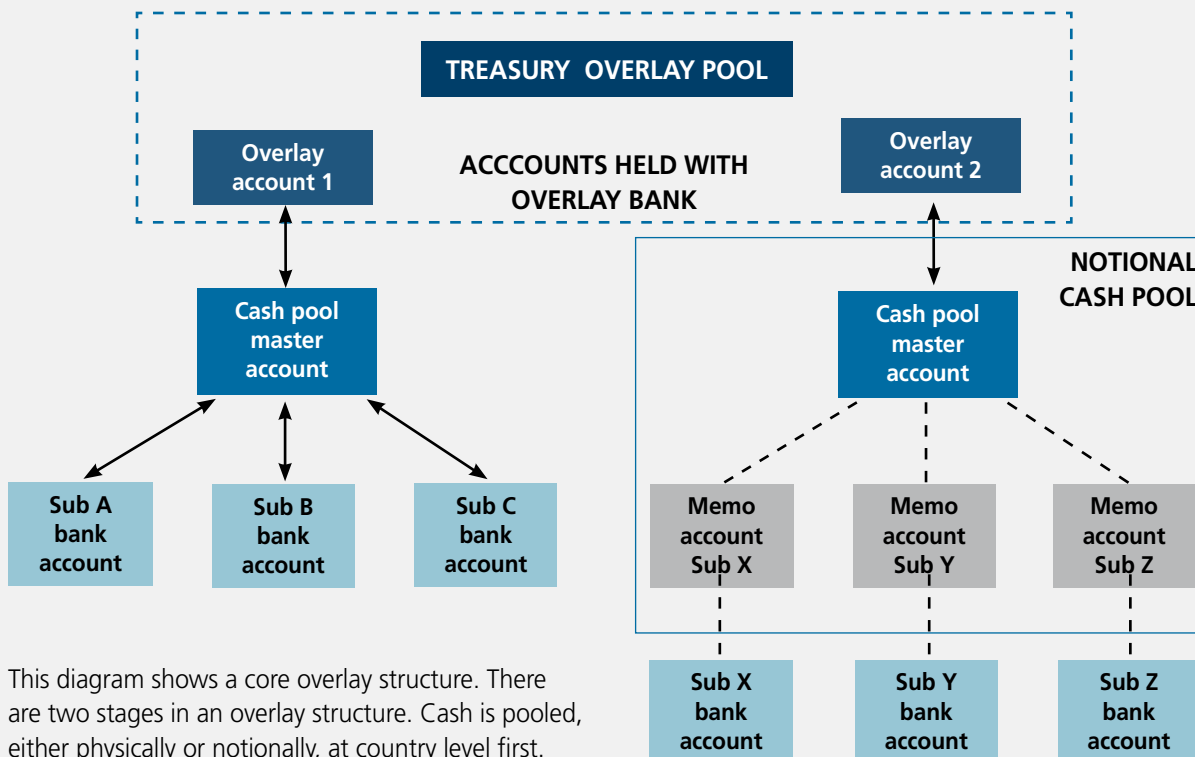 TREASURY OVERLAY POOL
Overlay
account 1
ACCCOUNTS HELD WITH
OVERLAY BANK
Overlay
account 2
NOTIONAL
CASH POOL
Cash pool
master
account
Cash pool
master
account
Sub A
bank
account
Sub B
bank
account
Sub C
bank
account
Memo
account
Sub X
Memo
account
Sub Y
Memo
account
Sub Z
Sub X
bank
account
Sub Y
bank
account
Sub Z
bank
account
This diagram shows a core overlay structure. There
are two stages in an overlay structure. Cash is pooled,
either physically or notionally, at country level first.